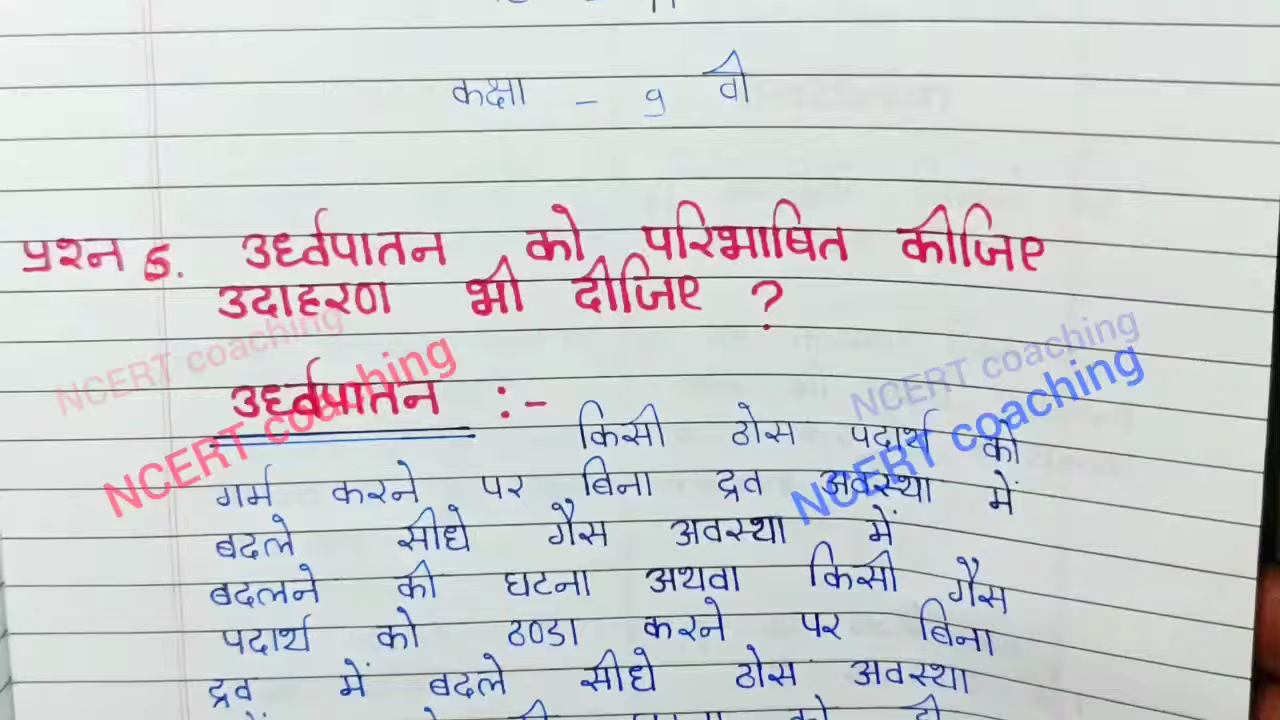 कक्षा - 9 वी
प्रश्न 5. उर्ध्वपातन को परिभाषित कीजिए
उदाहरण भी दीजिए ?
NCERT coaching
NCERT coaching
उर्ध्वपातन :-
NCERT coaching
NCERT coaching
किसी ठोस पदार्थ को
गर्म करने पर बिना द्रव अवस्था में
बदले सीधे गैस अवस्था में
बदलने की घटना अथवा किसी गैस
पदार्थ को ठण्डा करने पर बिना
द्रव में बदले सीधे ठोस अवस्था